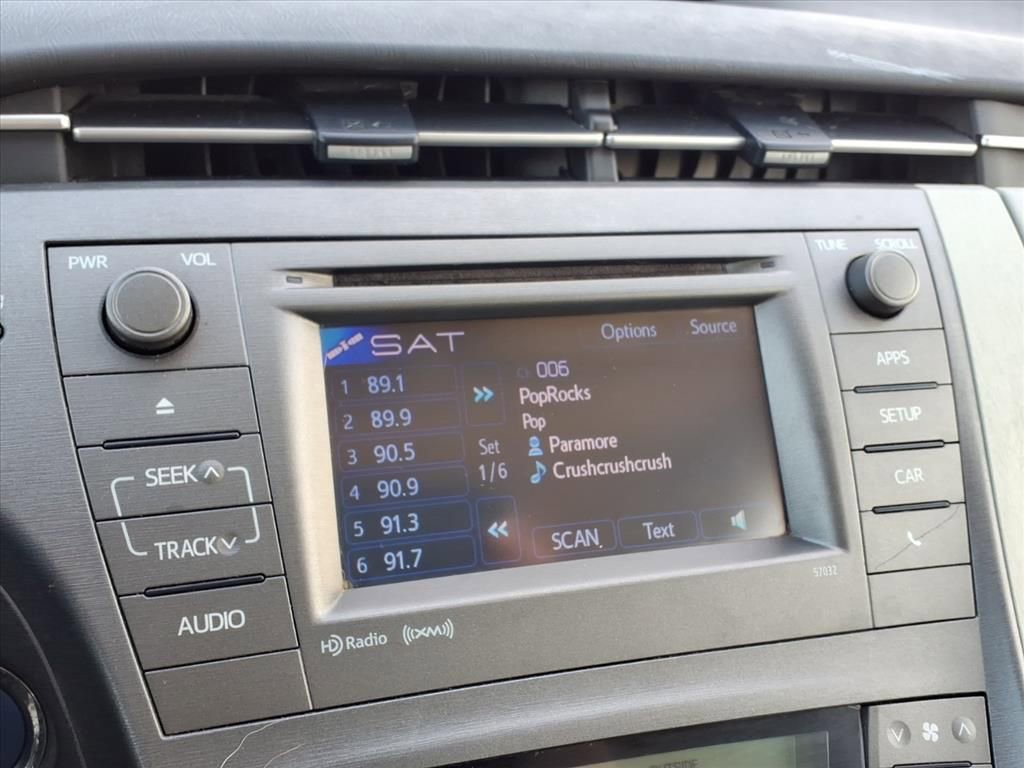 PWR VOL
TUNE SCROLL
SAT
Options Source
1 89.1
2 89.9
3 90.5
4 90.9
5 91.3
6 91.7
Set
1/6
006
PopRocks
Pop
Paramore
Crushcrushcrush
SCAN
Text
SEEK
TRACK
AUDIO
APPS
SETUP
CAR
57032
HD Radio ((XM))
OUTSIDE